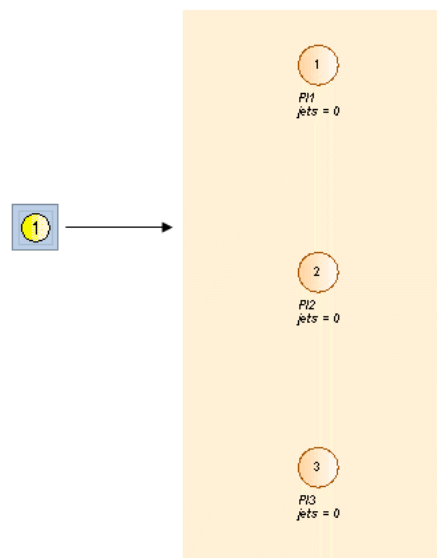 1
PI1
jets = 0
1
2
PI2
jets = 0
3
PI3
jets = 0